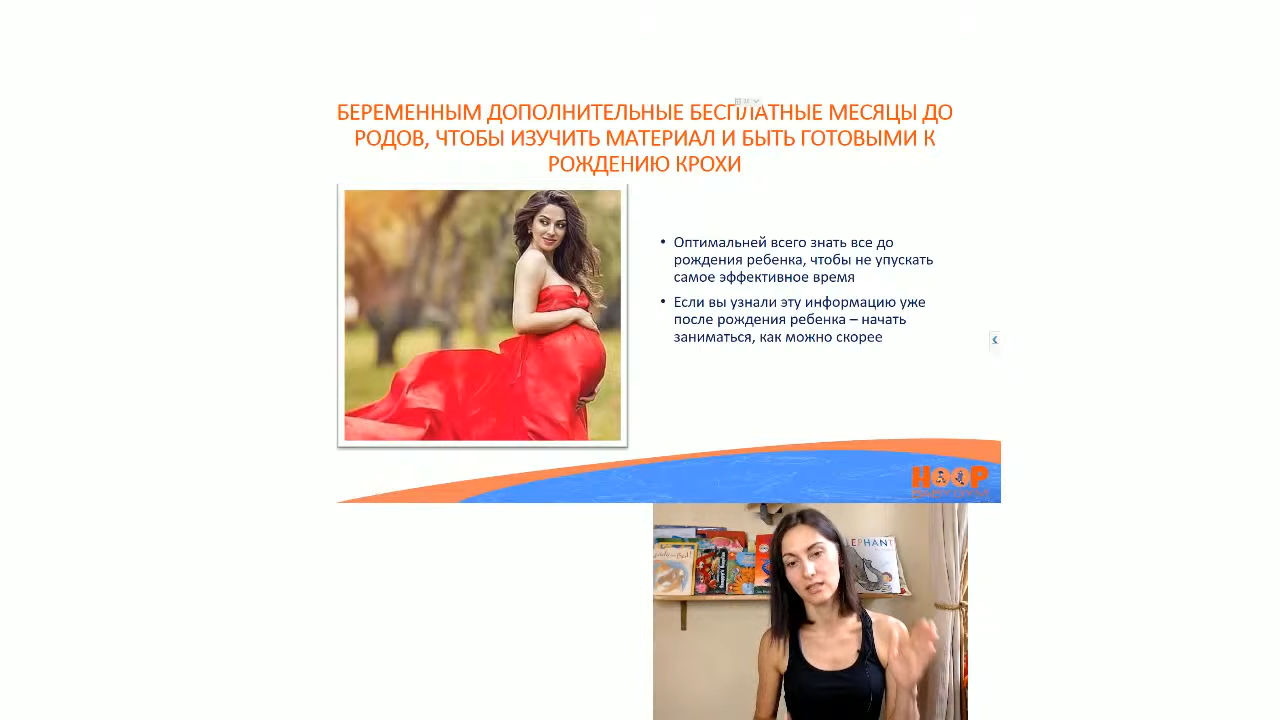 БЕРЕМЕННЫМ ДОПОЛНИТЕЛЬНЫЕ БЕСПЛАТНЫЕ МЕСЯЦЫ ДО
РОДОВ, ЧТОБЫ ИЗУЧИТЬ МАТЕРИАЛ И БЫТЬ ГОТОВЫМИ К
РОЖДЕНИЮ КРОХИ
• Оптимальней всего знать все до
рождения ребенка, чтобы не упускать
самое эффективное время
• Если вы узнали эту информацию уже
после рождения ребенка – начать
заниматься, как можно скорее
HOOP
ELEPHANT